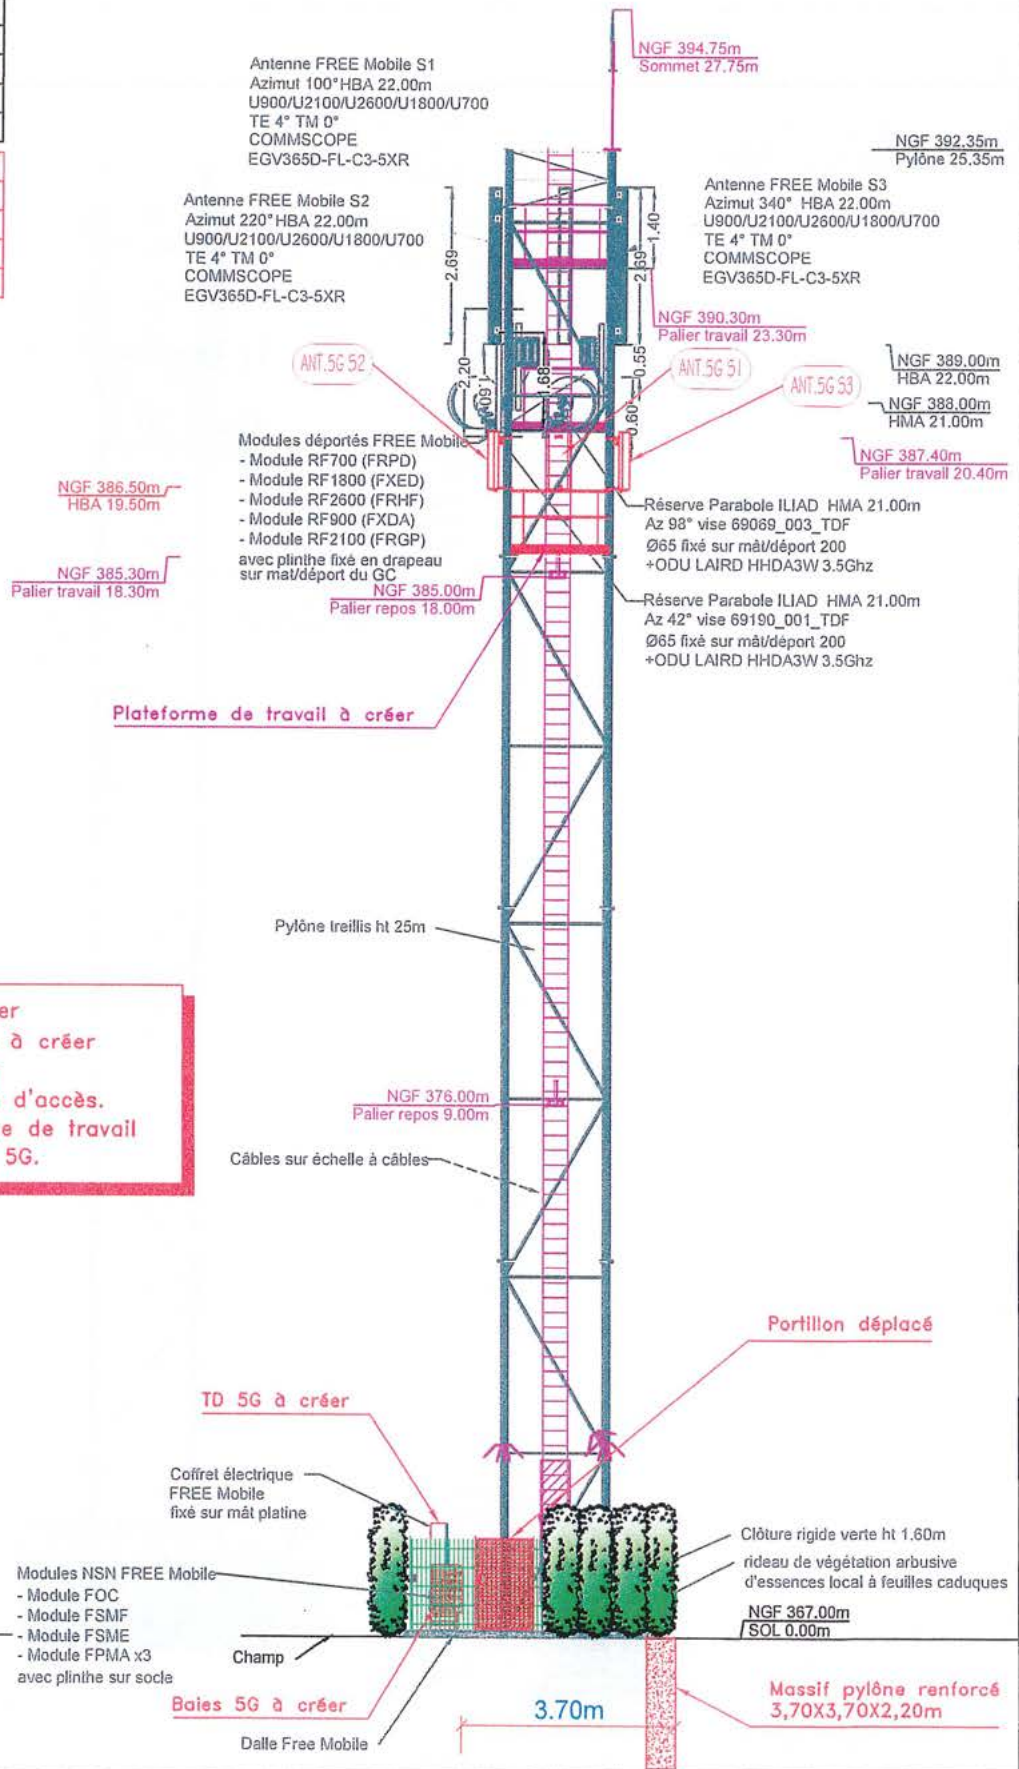 NGF 394.75m
Sommet 27.75m
Antenne FREE Mobile S1
Azimut 100° HBA 22.00m
U900/U2100/U2600/U1800/U700
TE 4° TM 0°
COMMSCOPE
EGV365D-FL-C3-5XR
NGF 392.35m
Pylône 25.35m
Antenne FREE Mobile S2
Azimut 220° HBA 22.00m
U900/U2100/U2600/U1800/U700
TE 4° TM 0°
COMMSCOPE
EGV365D-FL-C3-5XR
Antenne FREE Mobile S3
Azimut 340° HBA 22.00m
U900/U2100/U2600/U1800/U700
TE 4° TM 0°
COMMSCOPE
EGV365D-FL-C3-5XR
2.69
2.69
1.40
NGF 390.30m
Palier travail 23.30m
ANT.5G S2
2.20
1.60
1.68
0.55
0.60
ANT.5G S1
ANT.5G S3
NGF 389.00m
HBA 22.00m
NGF 388.00m
HMA 21.00m
NGF 387.40m
Palier travail 20.40m
Modules déportés FREE Mobile
- Module RF700 (FRPD)
- Module RF1800 (FXED)
- Module RF2600 (FRHF)
- Module RF900 (FXDA)
- Module RF2100 (FRGP)
avec plinthe fixé en drapeau
sur mat/déport du GC
NGF 386.50m
HBA 19.50m
Réserve Parabole ILIAD HMA 21.00m
Az 98° vise 69069_003_TDF
Ø65 fixé sur mât/déport 200
+ODU LAIRD HHDA3W 3.5Ghz
NGF 385.30m
Palier travail 18.30m
NGF 385.00m
Palier repos 18.00m
Réserve Parabole ILIAD HMA 21.00m
Az 42° vise 69190_001_TDF
Ø65 fixé sur mât/déport 200
+ODU LAIRD HHDA3W 3.5Ghz
Plateforme de travail à créer
Pylône treillis ht 25m
er
à créer
d'accès.
e de travail
5G.
NGF 376.00m
Palier repos 9.00m
Câbles sur échelle à câbles
Portillon déplacé
TD 5G à créer
Coffret électrique
FREE Mobile
fixé sur mât platine
Clôture rigide verte ht 1.60m
rideau de végétation arbusive
d'essences local à feuilles caduques
Modules NSN FREE Mobile
- Module FOC
- Module FSMF
- Module FSME
- Module FPMA x3
avec plinthe sur socle
NGF 367.00m
SOL 0.00m
Champ
Baies 5G à créer
3.70m
Massif pylône renforcé
3,70X3,70X2,20m
Dalle Free Mobile